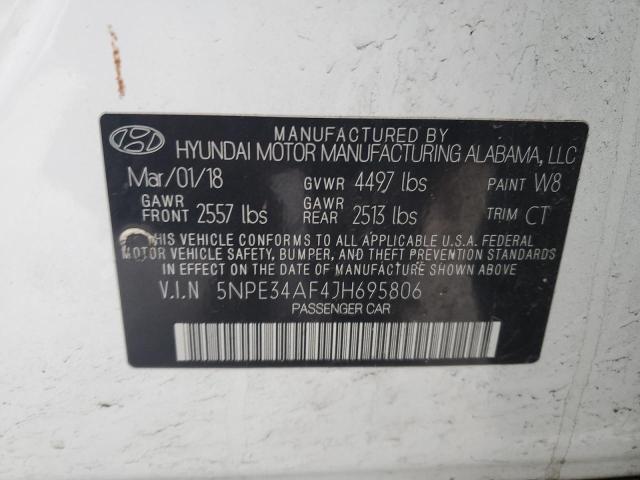 MANUFACTURED BY
HYUNDAI MOTOR MANUFACTURING ALABAMA, LLC
Mar/01/18 GVWR 4497 lbs PAINT W8
GAWR FRONT 2557 lbs GAWR REAR 2513 lbs TRIM CT
THIS VEHICLE CONFORMS TO ALL APPLICABLE U.S.A. FEDERAL
MOTOR VEHICLE SAFETY, BUMPER, AND THEFT PREVENTION STANDARDS
IN EFFECT ON THE DATE OF MANUFACTURE SHOWN ABOVE.
V.I.N 5NPE34AF4JH695806
PASSENGER CAR